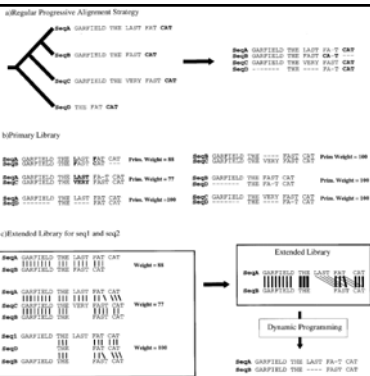 a)Regular Progressive Alignment Strategy
SeqA GARFIELD THE LAST FAT CAT
SeqB GARFIELD THE FAST CAT
SeqC GARFIELD THE VERY FAST CAT
SeqD THE FAT CAT
SeqA GARFIELD THE LAST FA-T CAT
SeqB GARFIELD THE FAST CA-T ---
SeqC GARFIELD THE VERY FAST CAT
SeqD -------- THE ---- FA-T CAT
b)Primary Library
SeqA GARFIELD THE LAST FAT CAT Prim. Weight = 88
SeqB GARFIELD THE FAST CAT ---
SeqA GARFIELD THE LAST FA-T CAT Prim. Weight = 77
SeqC GARFIELD THE VERY FAST CAT
SeqA GARFIELD THE LAST FAT CAT Prim. Weight =100
SeqD -------- THE ---- FAT CAT
SeqB GARFIELD THE ---- FAST CAT Prim. Weight = 100
SeqC GARFIELD THE VERY FAST CAT
SeqB GARFIELD THE FAST CAT Prim. Weight = 100
SeqD -------- THE FA-T CAT
SeqC GARFIELD THE VERY FAST CAT Prim. Weight = 100
SeqD -------- THE ---- FA-T CAT
c)Extended Library for seq1 and seq2
SeqA GARFIELD THE LAST FAT CAT
SeqB GARFIELD THE FAST CAT
Weight = 88
SeqA GARFIELD THE LAST FAT CAT
SeqC GARFIELD THE VERY FAST CAT
SeqB GARFIELD THE FAST CAT
Weight = 77
SeqA GARFIELD THE LAST FAT CAT
SeqD THE FAT CAT
SeqB GARFIELD THE FAST CAT
Weight = 100
Extended Library
SeqA GARFIELD THE LAST FAT CAT
SeqB GARFIELD THE FAST CAT
Dynamic Programming
SeqA GARFIELD THE LAST FA-T CAT
SeqB GARFIELD THE ---- FAST CAT